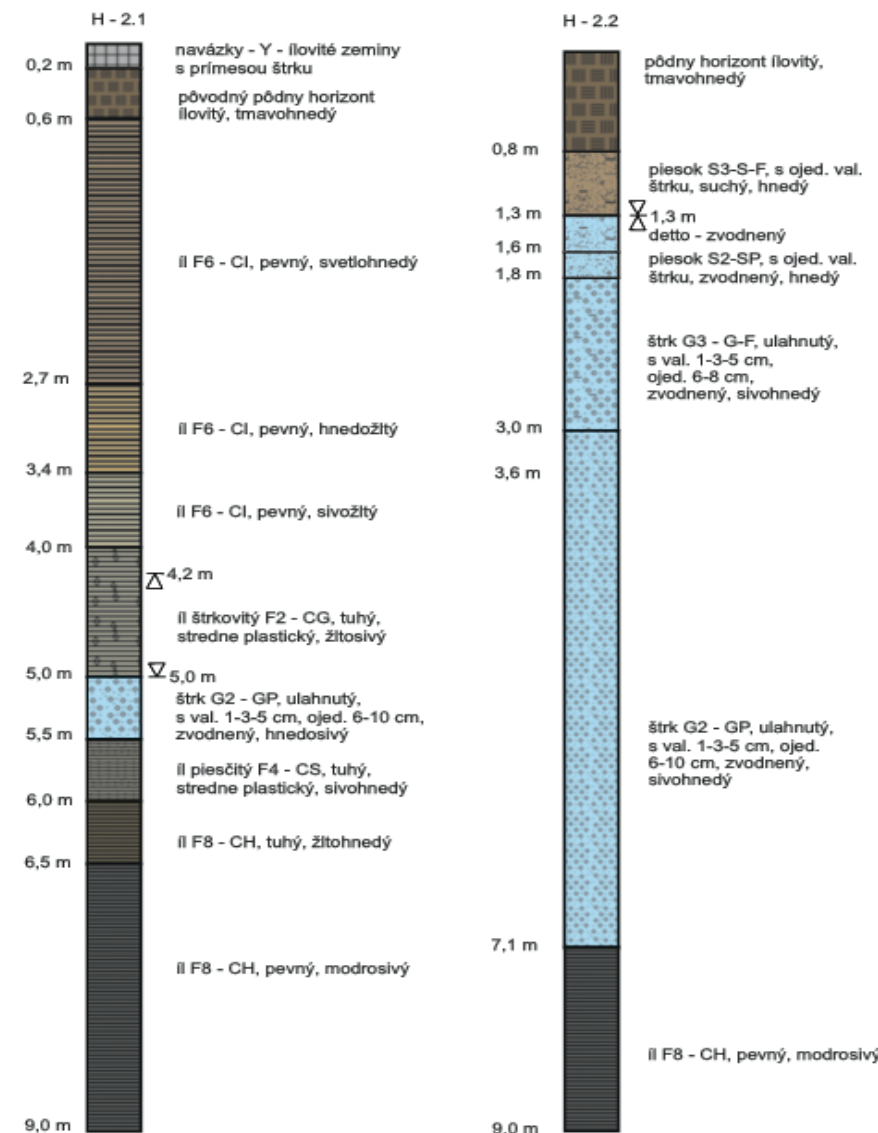 H - 2.1
0,2 m
navázky - Y - ílovité zeminy
s prímesou štrku
pôvodný pôdny horizont
ílovitý, tmavohnedý
0,6 m
íl F6 - CI, pevný, svetlohnedý
2,7 m
íl F6 - CI, pevný, hnedožltý
3,4 m
íl F6 - CI, pevný, sivožltý
4,0 m
4,2 m
íl štrkovitý F2 - CG, tuhý,
stredne plastický, žltosivý
5,0 m
5,0 m
štrk G2 - GP, ulahnutý,
s val. 1-3-5 cm, ojed. 6-10 cm,
zvodnený, hnedosivý
5,5 m
íl piesčitý F4 - CS, tuhý,
stredne plastický, sivohnedý
6,0 m
íl F8 - CH, tuhý, žltohnedý
6,5 m
íl F8 - CH, pevný, modrosivý
9,0 m
H - 2.2
pôdny horizont ílovitý,
tmavohnedý
0,8 m
piesok S3-S-F, s ojed. val.
štrku, suchý, hnedý
1,3 m
1,3 m
detto - zvodnený
1,6 m
piesok S2-SP, s ojed. val.
štrku, zvodnený, hnedý
1,8 m
štrk G3 - G-F, ulahnutý,
s val. 1-3-5 cm,
ojed. 6-8 cm,
zvodnený, sivohnedý
3,0 m
3,6 m
štrk G2 - GP, ulahnutý,
s val. 1-3-5 cm, ojed.
6-10 cm, zvodnený,
sivohnedý
7,1 m
íl F8 - CH, pevný, modrosivý
9,0 m